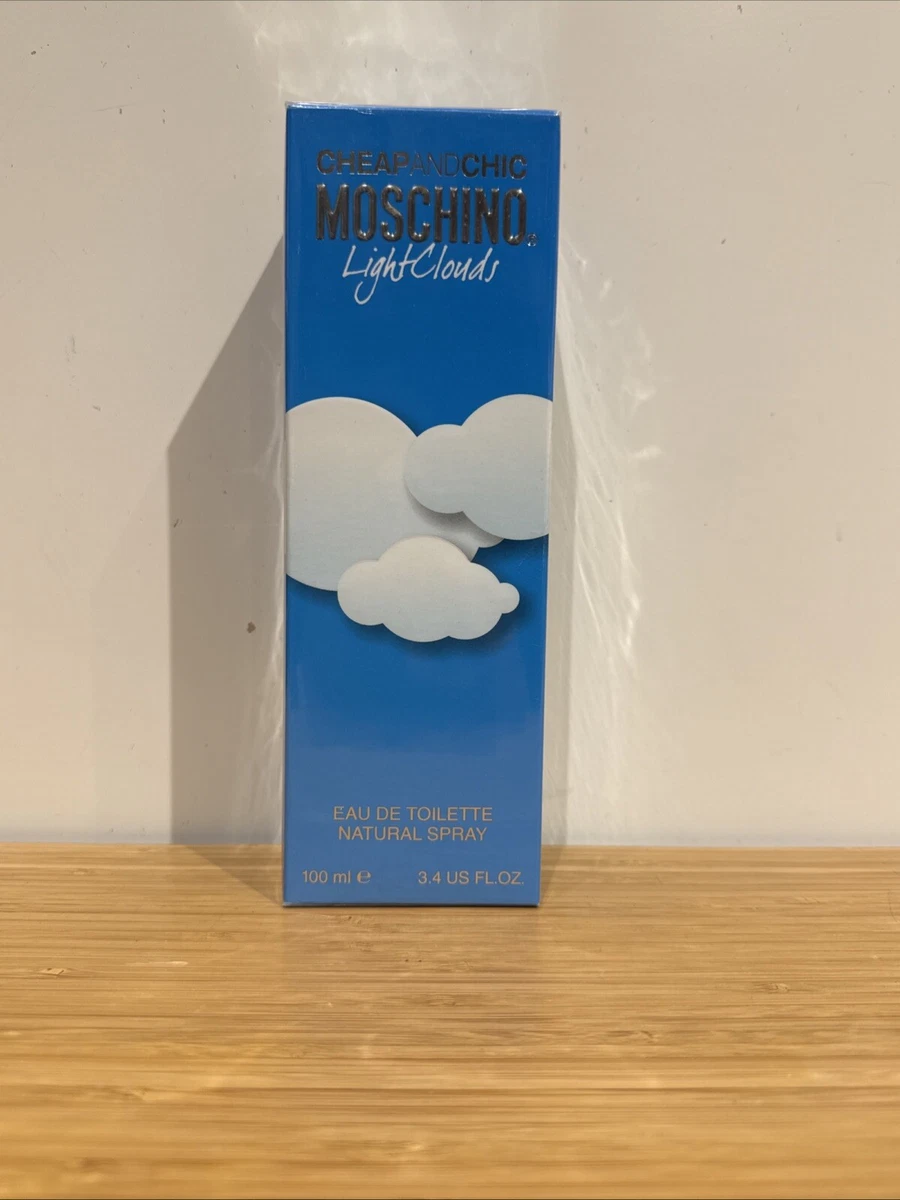 CHEAPANDCHIC
MOSCHINO®
LightClouds
EAU DE TOILETTE
NATURAL SPRAY
100 ml ℮ 3.4 US FL.OZ.